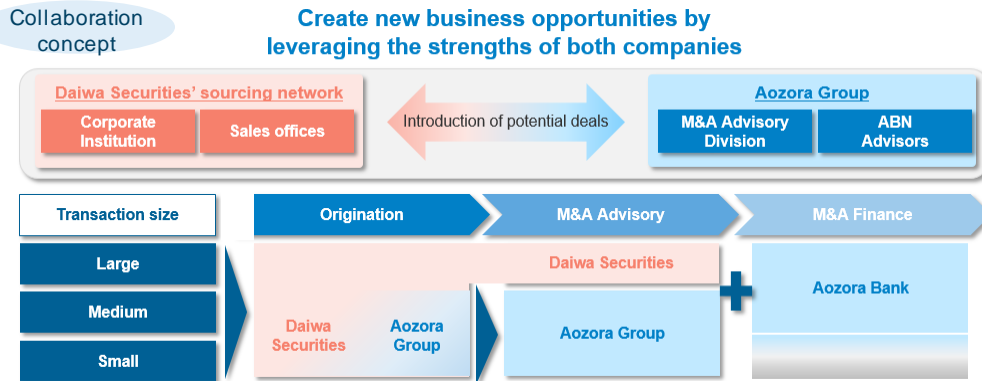 Collaboration
concept
Create new business opportunities by
leveraging the strengths of both companies
Daiwa Securities' sourcing network
Corporate
Institution
Sales offices
Introduction of potential deals
Aozora Group
M&A Advisory
Division
ABN
Advisors
Transaction size
Origination
M&A Advisory
M&A Finance
Large
Medium
Small
Daiwa Securities
Daiwa
Securities
Aozora
Group
Aozora Group
Aozora Bank